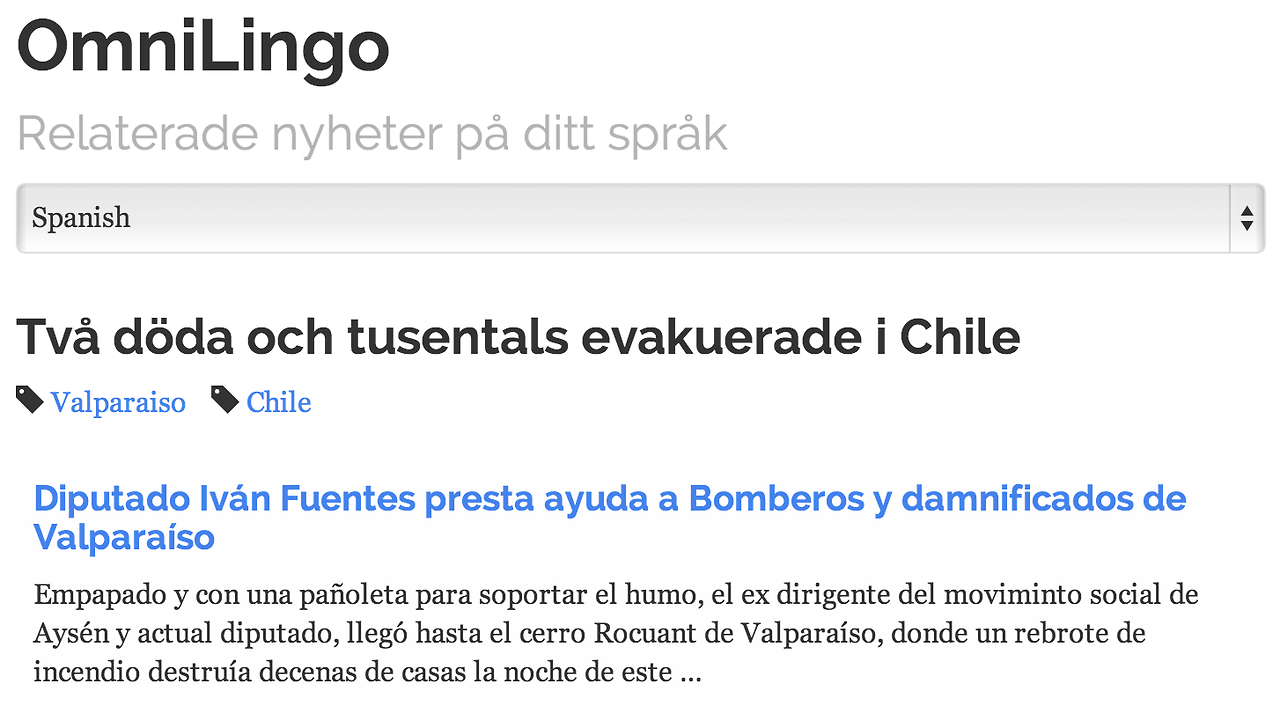 OmniLingo
Relaterade nyheter på ditt språk
Spanish
Två döda och tusentals evakuerade i Chile
Valparaiso Chile
Diputado Iván Fuentes presta ayuda a Bomberos y damnificados de
Valparaíso
Empapado y con una pañoleta para soportar el humo, el ex dirigente del moviminto social de
Aysén y actual diputado, llegó hasta el cerro Rocuant de Valparaíso, donde un rebrote de
incendio destruía decenas de casas la noche de este ...